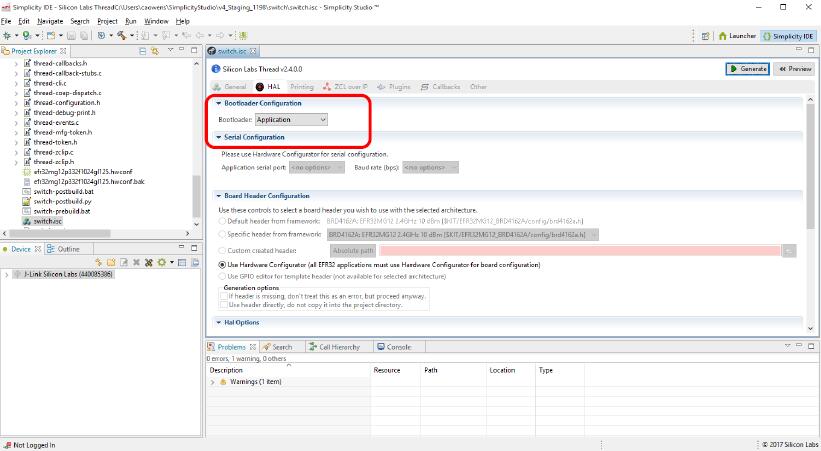 Simplicity IDE - Silicon Labs ThreadC:\Users\caowens\SimplicityStudio\v4_Staging_1198\switch\switch.isc - Simplicity Studio ™
File Edit Navigate Search Project Run Window Help
Launcher Simplicity IDE
Project Explorer
thread-callbacks.h
thread-callback-stubs.c
thread-cli.c
thread-coap-dispatch.c
thread-configuration.h
thread-debug-print.h
thread-events.c
thread-mfg-token.h
thread-token.h
thread-zclip.c
thread-zclip.h
efr32mg12p332f1024gl125.hwconf
efr32mg12p332f1024gl125.hwconf.bak
switch-postbuild.bat
switch-postbuild.py
switch-prebuild.bat
switch.isc
Device Outline
J-Link Silicon Labs (440085386)
switch.isc
Silicon Labs Thread v2.4.0.0
Generate Preview
General HAL Printing ZCL over IP Plugins Callbacks Other
Bootloader Configuration
Bootloader: Application
Serial Configuration
Please use Hardware Configurator for serial configuration.
Application serial port: <no options> Baud rate (bps): <no options>
Board Header Configuration
Use these controls to select a board header you wish to use with the selected architecture.
Default header from framework: BRD4162A: EFR32MG12 2.4GHz 10 dBm [$KIT/EFR32MG12_BRD4162A/config/brd4162a.h]
Specific header from framework: BRD4162A: EFR32MG12 2.4GHz 10 dBm [$KIT/EFR32MG12_BRD4162A/config/brd4162a.h]
Custom created header: Absolute path
Use Hardware Configurator (all EFR32 applications must use Hardware Configurator for board configuration)
Use GPIO editor for template header (not available for selected architecture)
Generation options
If header is missing, don't treat this as an error, but proceed anyway.
Use header directly, do not copy it into the project directory.
Hal Options
Problems Search Call Hierarchy Console
0 errors, 1 warning, 0 others
Description Resource Path Location Type
Warnings (1 item)
Not Logged In
© 2017 Silicon Labs